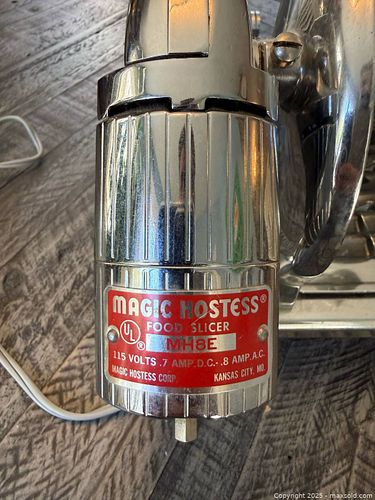 MAGIC HOSTESS®
UL ® FOOD SLICER
MH8E
115 VOLTS .7 AMP. D.C. - .8 AMP. A.C.
MAGIC HOSTESS CORP. KANSAS CITY, MO.
Copyright © 2025 - maxsold.com